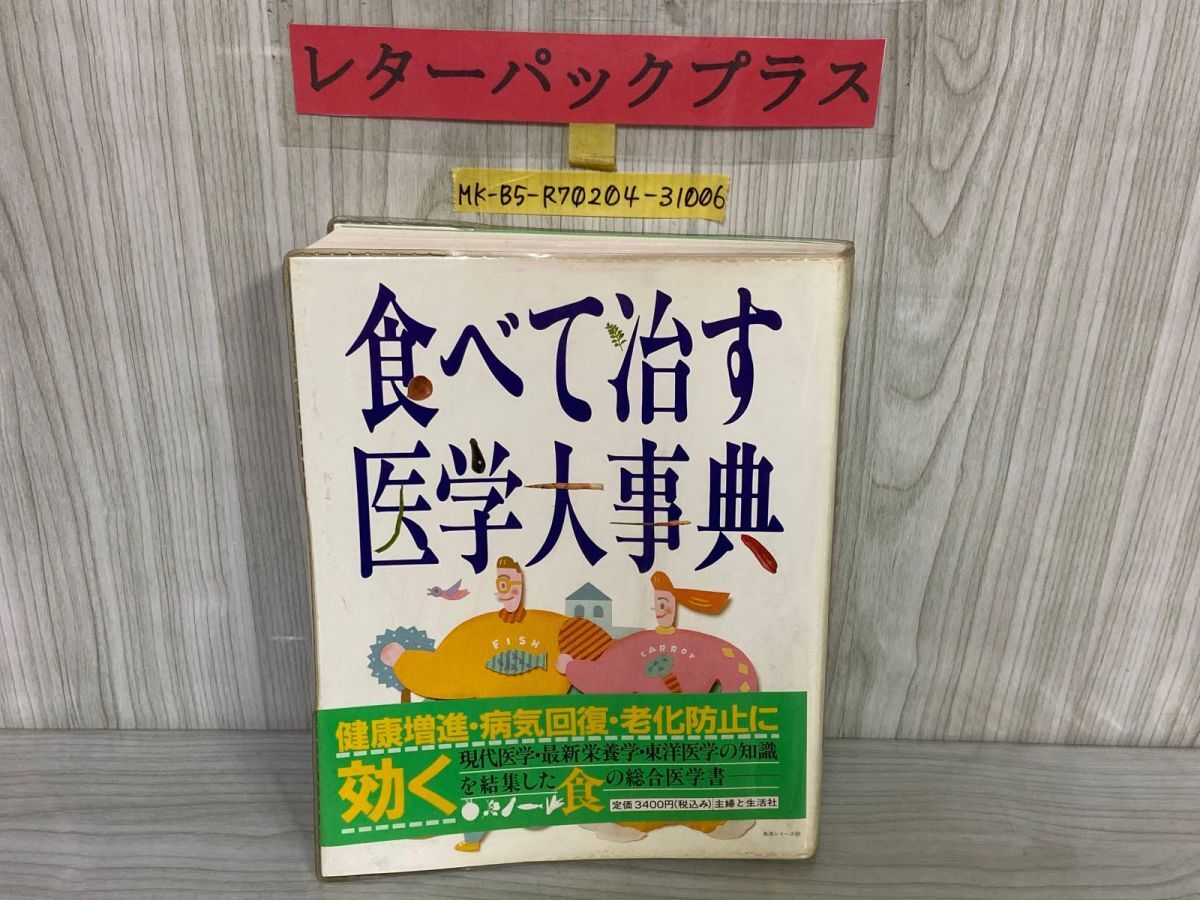 レターパックプラス
MK-B5-R70204-31006
食べて治す
医学大事典
FISH
CARROT
健康増進・病気回復・老化防止に
効く
現代医学・最新栄養学・東洋医学の知識
を結集した食の総合医学書
定価3400円(税込み) 主婦と生活社